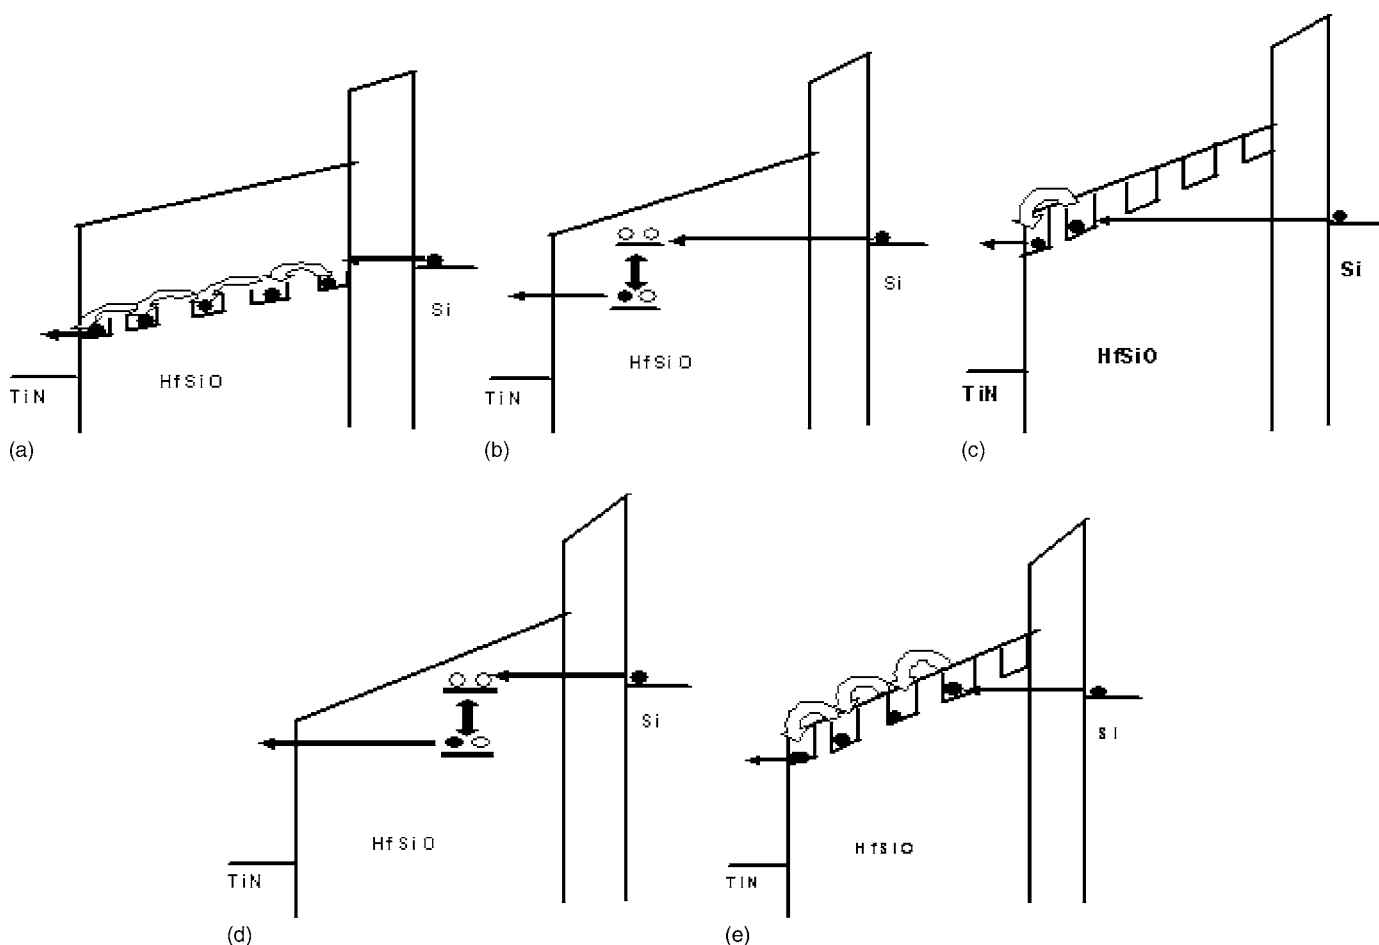 Si
HfSiO
TiN
(a)
Si
HfSiO
TiN
(b)
Si
HfSiO
TiN
(c)
Si
HfSiO
TiN
(d)
SI
HfSIO
TIN
(e)